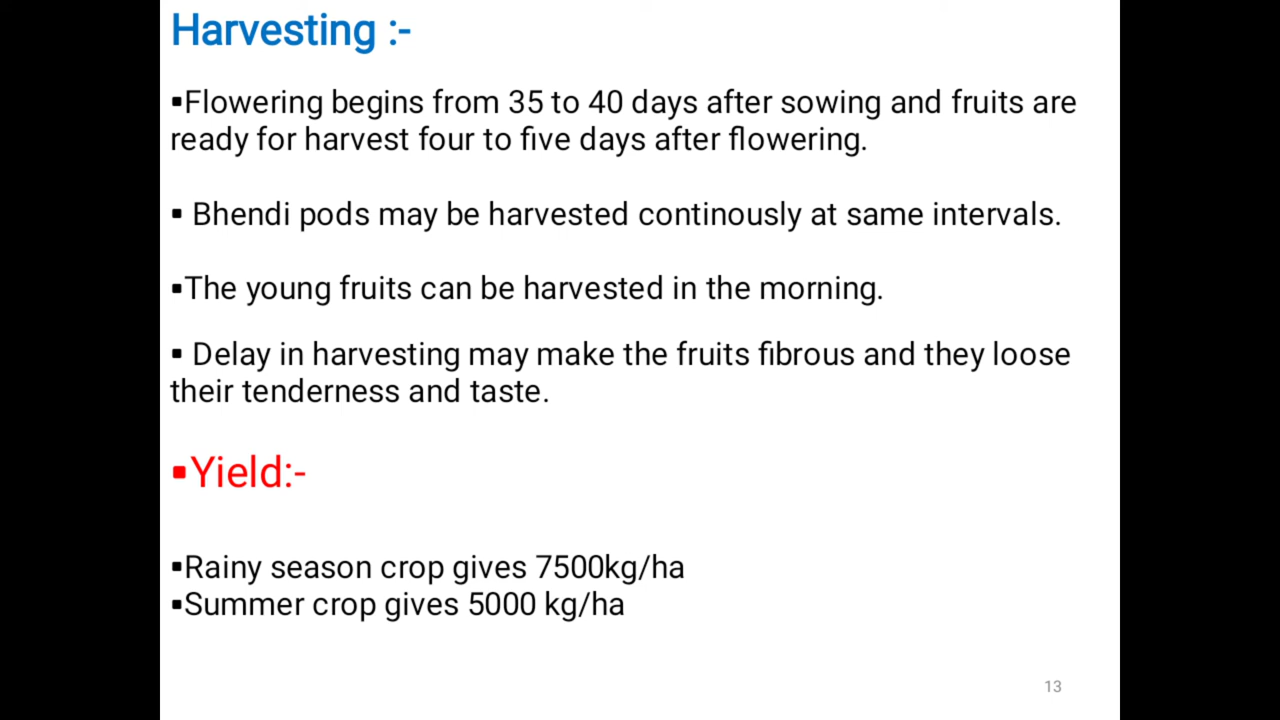 Harvesting :-
▪Flowering begins from 35 to 40 days after sowing and fruits are
ready for harvest four to five days after flowering.
▪ Bhendi pods may be harvested continously at same intervals.
▪The young fruits can be harvested in the morning.
▪ Delay in harvesting may make the fruits fibrous and they loose
their tenderness and taste.
▪Yield:-
▪Rainy season crop gives 7500kg/ha
▪Summer crop gives 5000 kg/ha
13